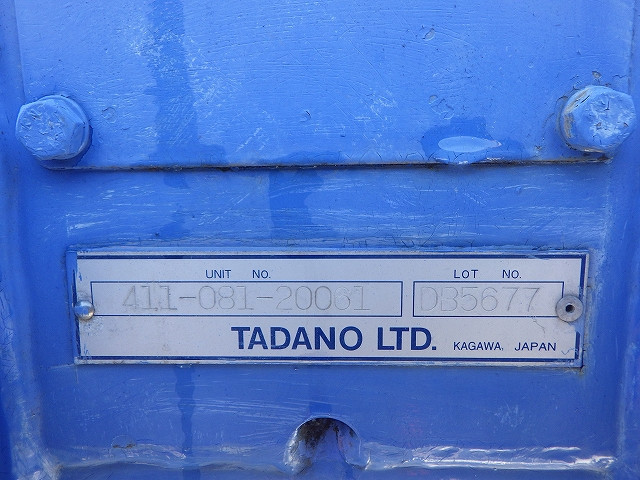 UNIT NO. LOT NO.
411-081-20061 DB5677
TADANO LTD. KAGAWA, JAPAN